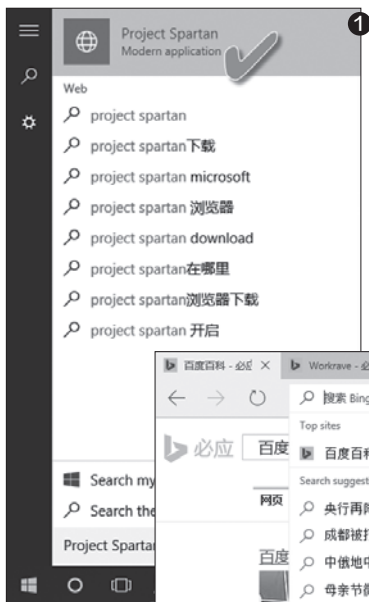 1
Project Spartan
Modern application
Web
project spartan
project spartan下载
project spartan microsoft
project spartan 浏览器
project spartan download
project spartan在哪里
project spartan浏览器下载
project spartan 开启
Search my
Search the
Project Sparta
百度百科 - 必应
Workrave -
搜索 Bing
必应
百度
Top sites
百度百科
Search suggest
网页
央行再
成都被打
中俄地中
母亲节微
百度